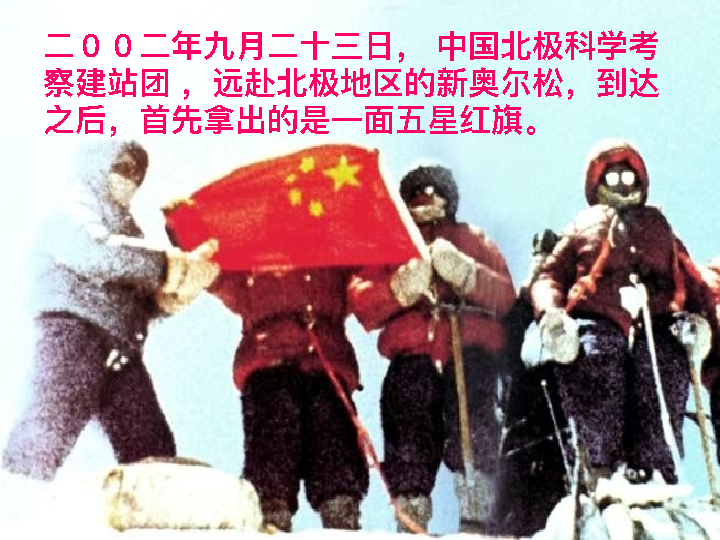 二００二年九月二十三日， 中国北极科学考
察建站团 ，远赴北极地区的新奥尔松，到达
之后，首先拿出的是一面五星红旗。